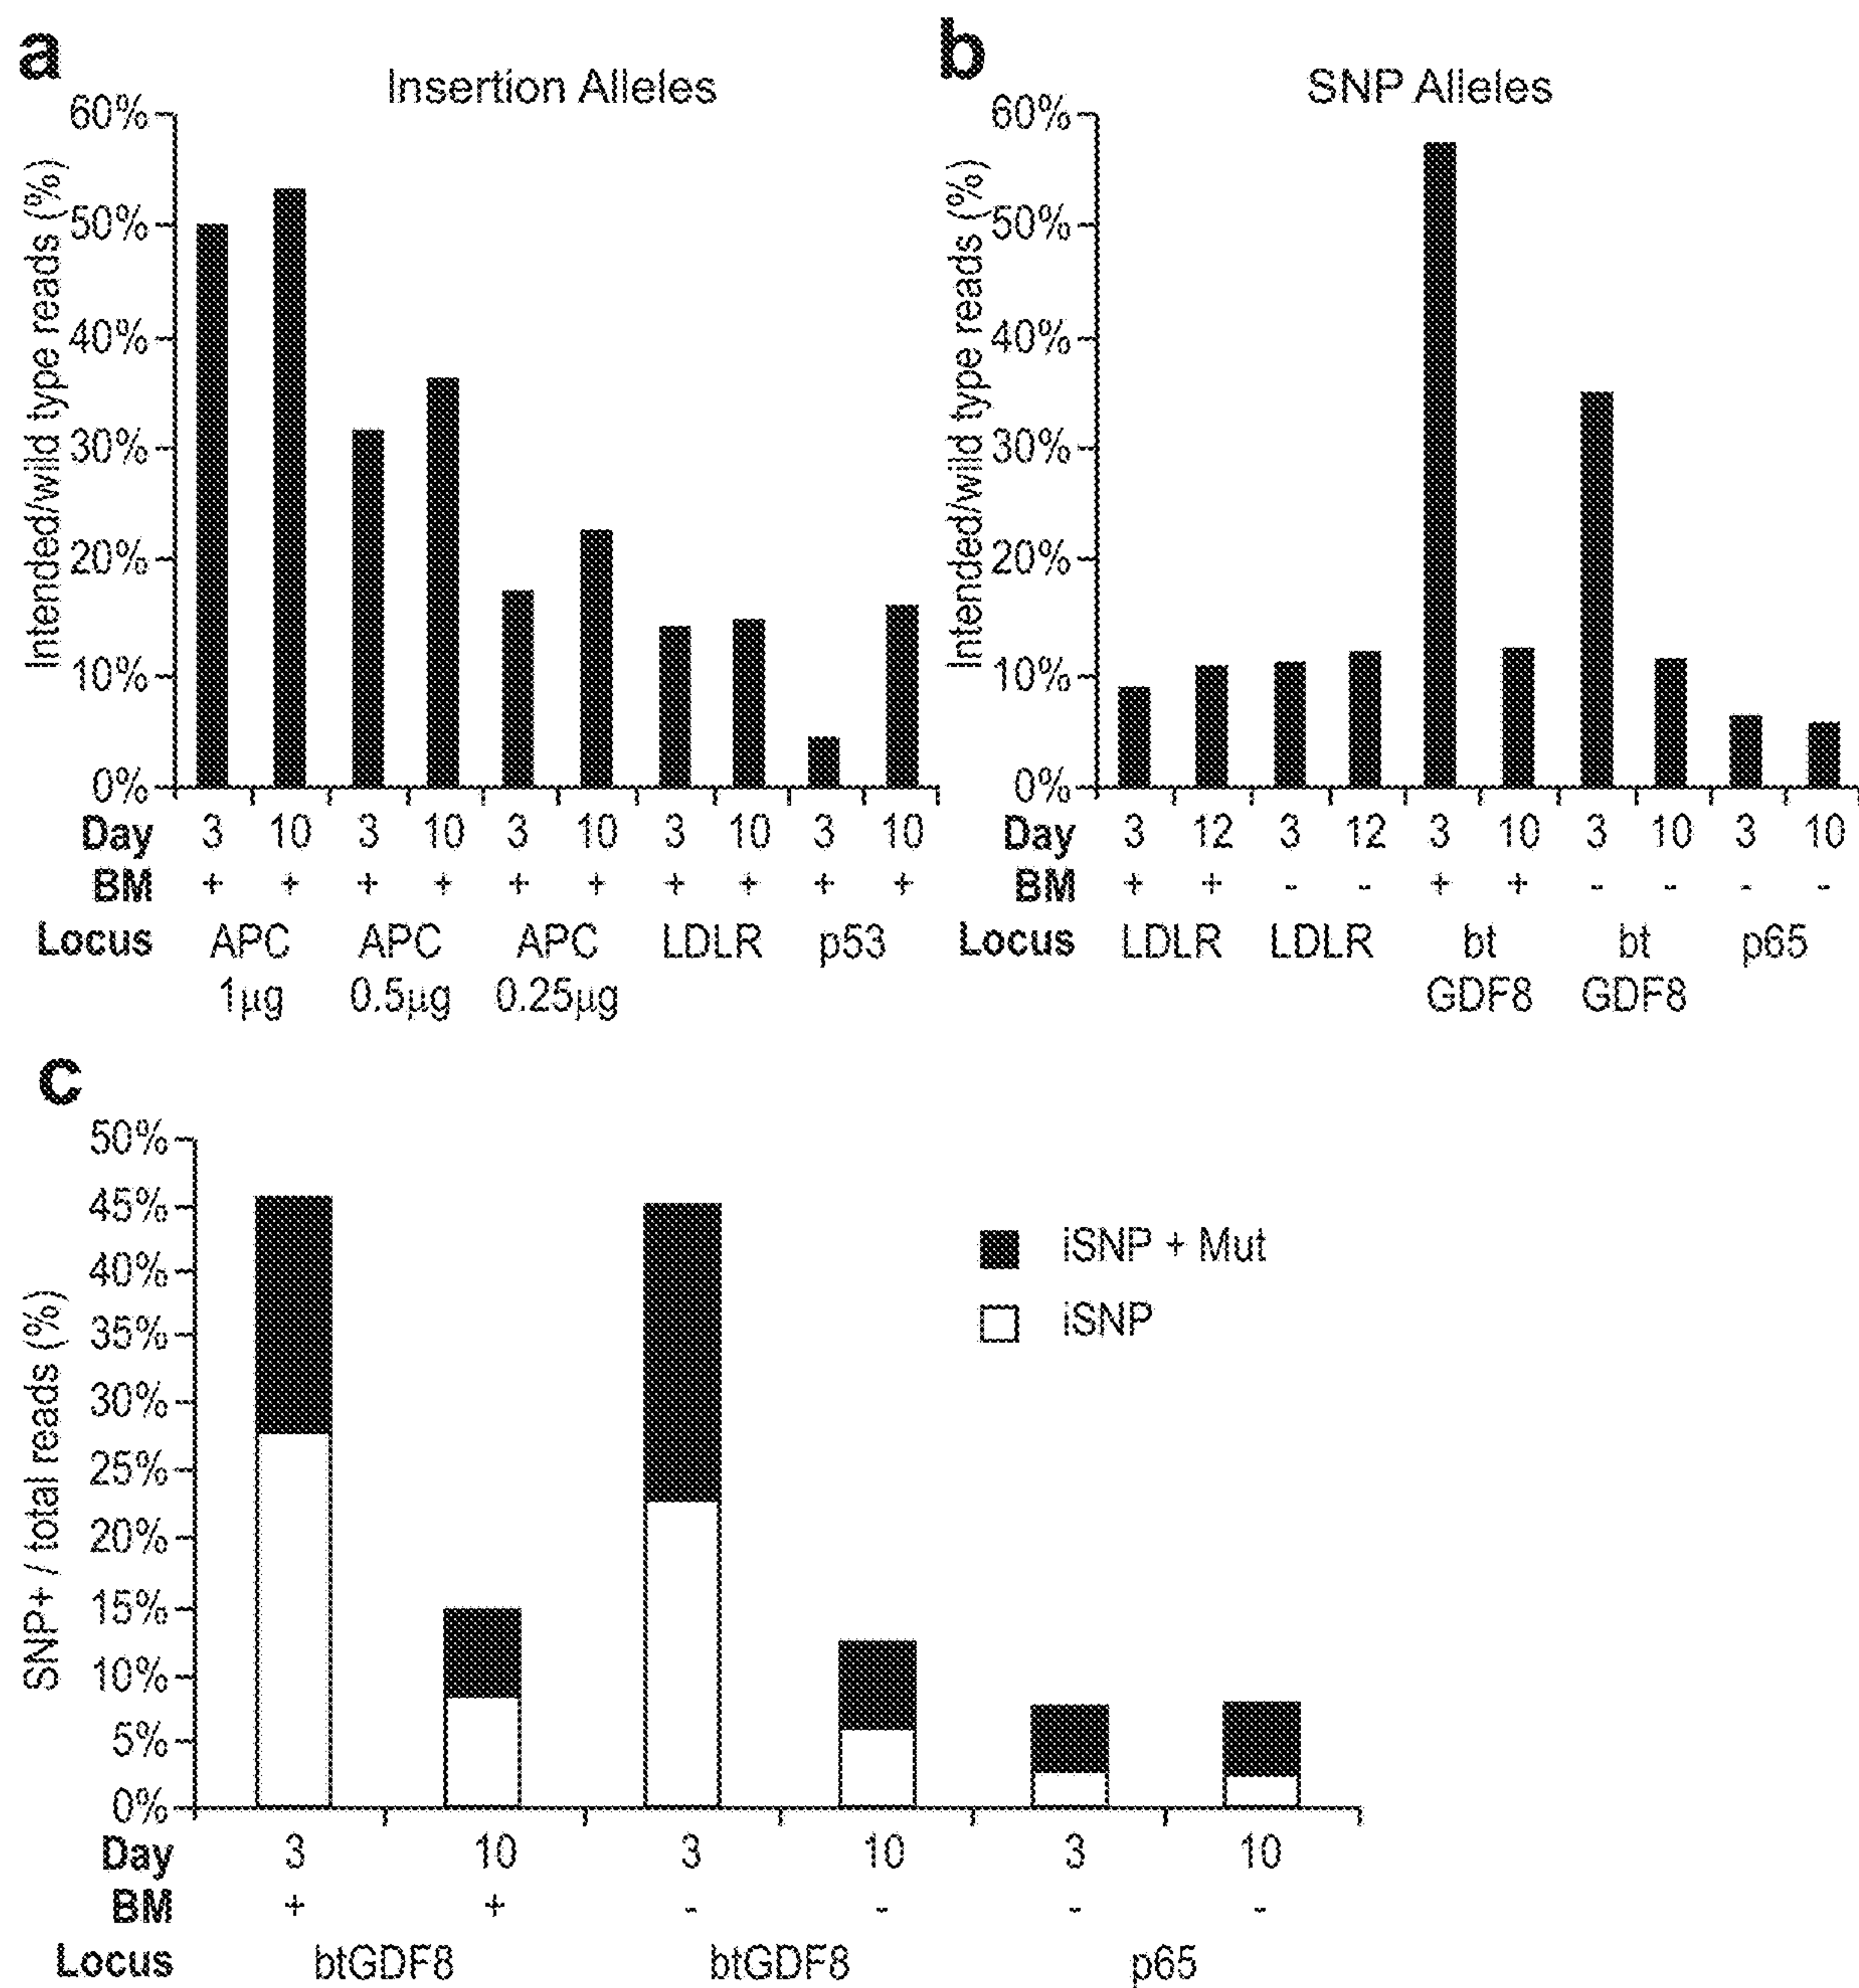 a
Insertion Alleles
Intended/wild type reads (%)
60%
50%
40%
30%
20%
10%
0%
Day 3 10 3 10 3 10 3 10 3 10
BM + + + + + + + + + +
Locus APC APC APC LDLR p53
1µg 0.5µg 0.25µg
b
SNP Alleles
Intended/wild type reads (%)
60%
50%
40%
30%
20%
10%
0%
Day 3 12 3 12 3 10 3 10 3 10
BM + + - - + + - - - -
Locus LDLR LDLR bt bt p65
GDF8 GDF8
c
SNP+ / total reads (%)
50%
45%
40%
35%
30%
25%
20%
15%
10%
5%
0%
iSNP + Mut
iSNP
Day 3 10 3 10 3 10
BM + + - - - -
Locus btGDF8 btGDF8 p65